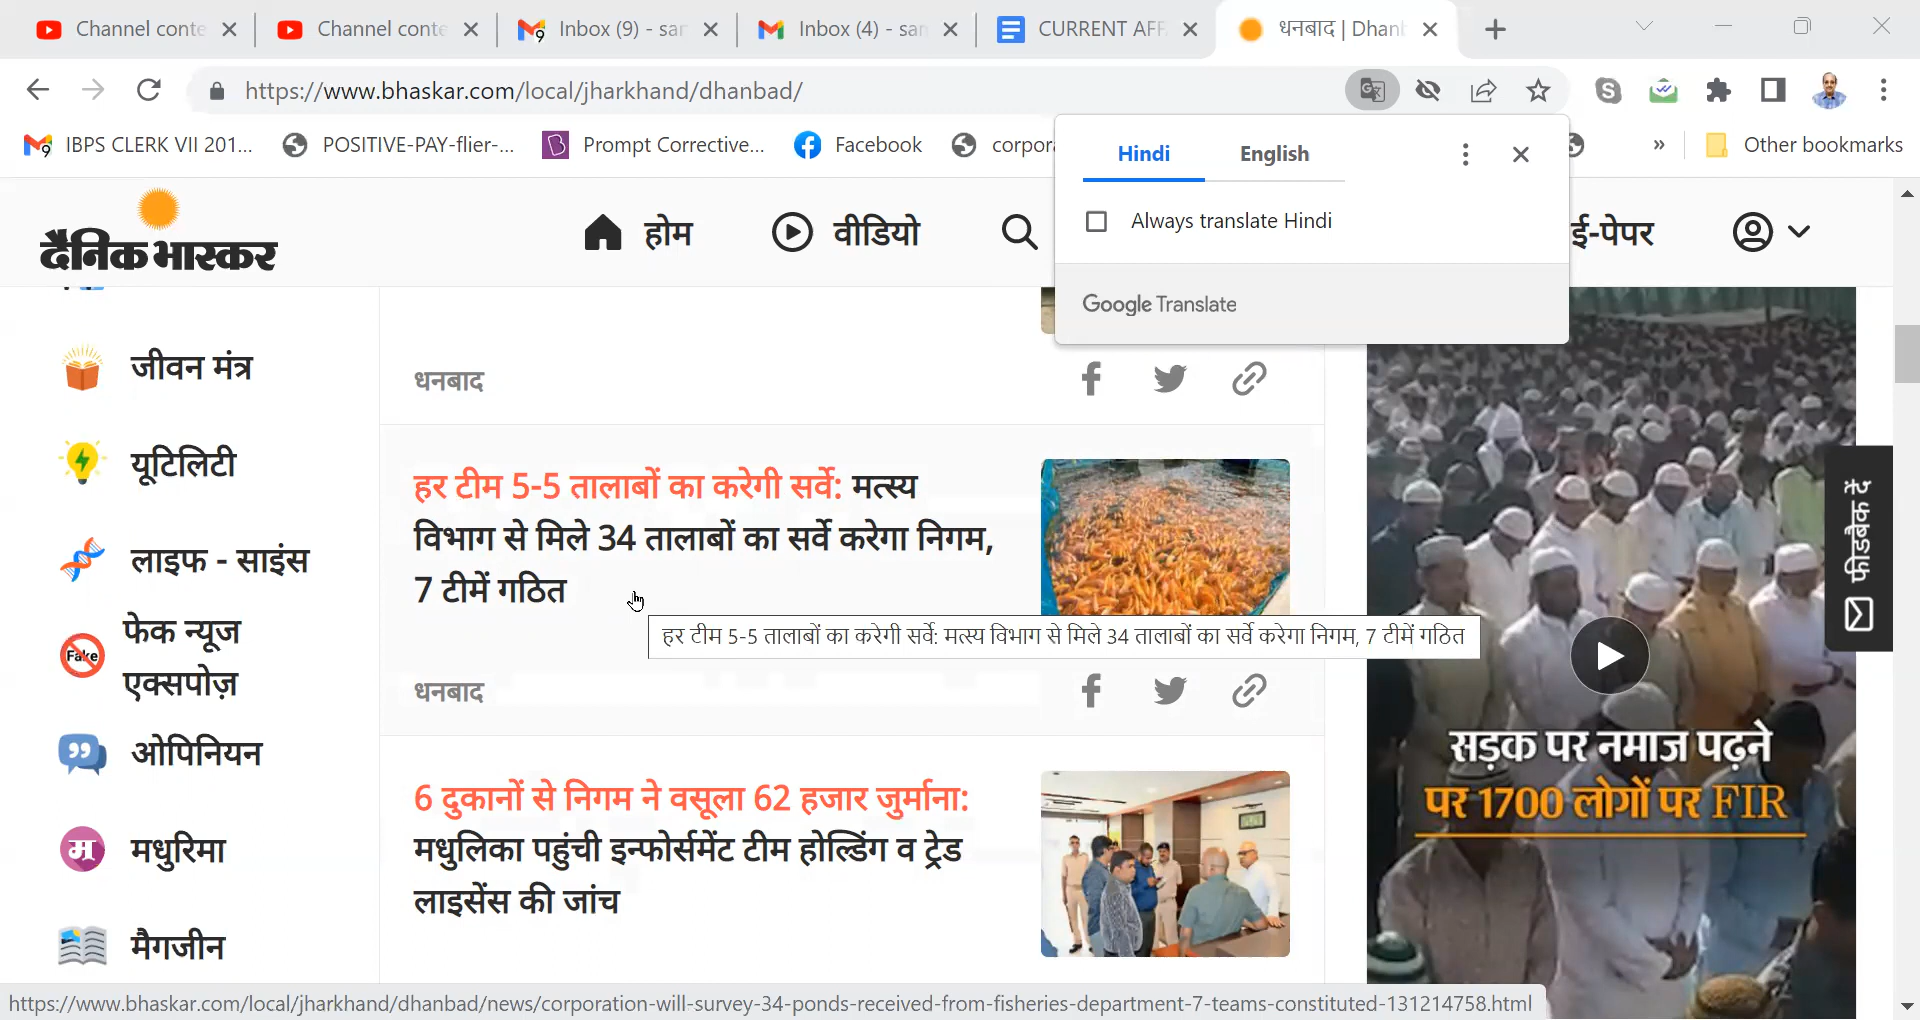 Channel conte
Channel conte
Inbox (9) - sar
Inbox (4) - san
CURRENT AFF
धनबाद | Dhan
https://www.bhaskar.com/local/jharkhand/dhanbad/
IBPS CLERK VII 201...
POSITIVE-PAY-flier-...
Prompt Corrective...
Facebook
corpora
»
Other bookmarks
Hindi
English
Always translate Hindi
Google Translate
दैनिक भास्कर
होम
वीडियो
ई-पेपर
जीवन मंत्र
यूटिलिटी
लाइफ - साइंस
Fake
फेक न्यूज
एक्सपोज़
ओपिनियन
म
मधुरिमा
मैगजीन
धनबाद
हर टीम 5-5 तालाबों का करेगी सर्वे: मत्स्य
विभाग से मिले 34 तालाबों का सर्वे करेगा निगम,
7 टीमें गठित
हर टीम 5-5 तालाबों का करेगी सर्वे: मत्स्य विभाग से मिले 34 तालाबों का सर्वे करेगा निगम, 7 टीमें गठित
धनबाद
6 दुकानों से निगम ने वसूला 62 हजार जुर्माना:
मधुलिका पहुंची इन्फोर्समेंट टीम होल्डिंग व ट्रेड
लाइसेंस की जांच
सड़क पर नमाज पढ़ने
पर 1700 लोगों पर FIR
फीडबैक दें
https://www.bhaskar.com/local/jharkhand/dhanbad/news/corporation-will-survey-34-ponds-received-from-fisheries-department-7-teams-constituted-131214758.html